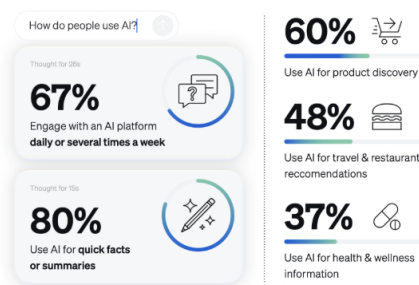 How do people use AI?
Thought for 28s
67%
Engage with an AI platform
daily or several times a week
Thought for 15s
80%
Use AI for quick facts
or summaries
60%
Use AI for product discovery
48%
Use AI for travel & restaurant
reccomendations
37%
Use AI for health & wellness
information